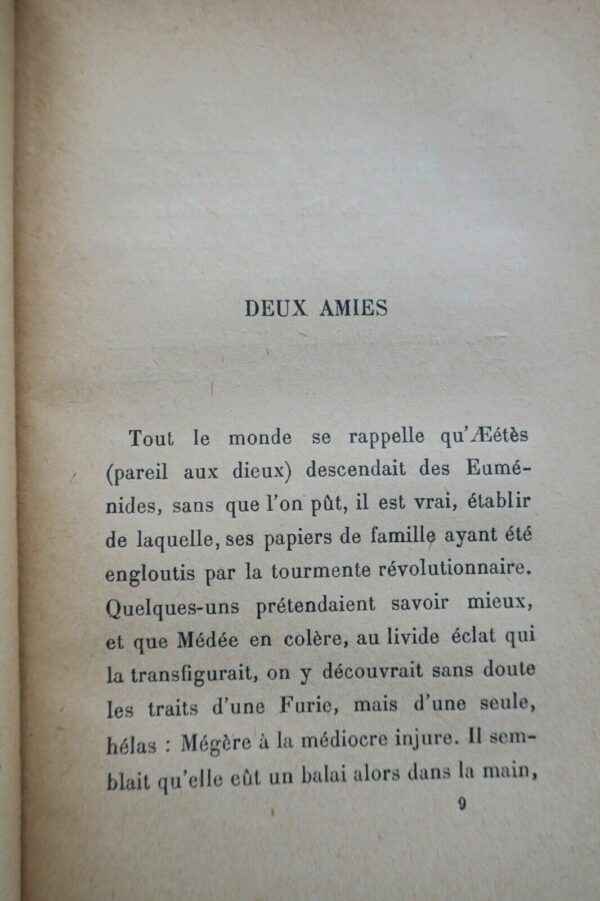 DEUX AMIES
Tout le monde se rappelle qu'Æétès
(pareil aux dieux) descendait des Eumé-
nides, sans que l'on pût, il est vrai, établir
de laquelle, ses papiers de famille ayant été
engloutis par la tourmente révolutionnaire.
Quelques-uns prétendaient savoir mieux,
et que Médée en colère, au livide éclat qui
la transfigurait, on y découvrait sans doute
les traits d'une Furie, mais d'une seule,
hélas : Mégère à la médiocre injure. Il sem-
blait qu'elle eût un balai alors dans la main,
9